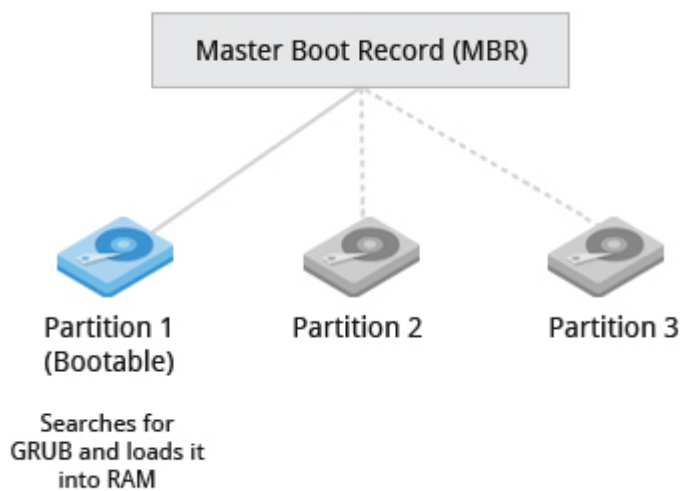 Master Boot Record (MBR)
Partition 1
(Bootable)
Partition 2
Partition 3
Searches for
GRUB and loads it
into RAM